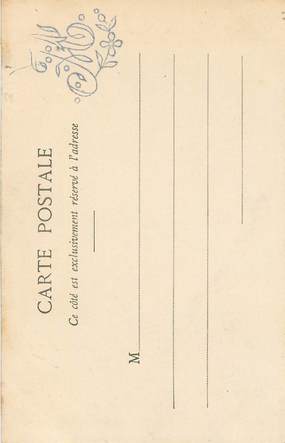 CARTE POSTALE
Ce côté est exclusivement réservé à l'adresse
M